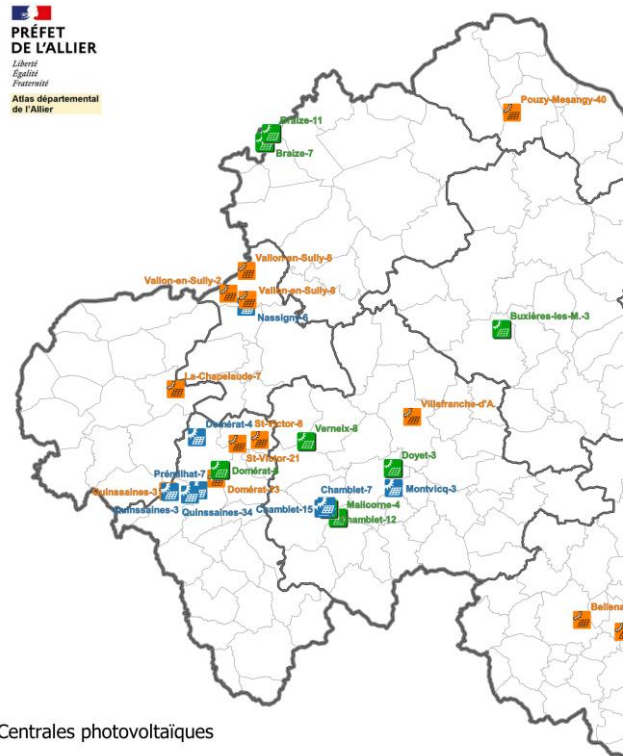 PRÉFET
DE L'ALLIER
Liberté
Égalité
Fraternité
Atlas départemental
de l'Allier
Pouzy-Mesangy-40
Braize-11
Braize-7
Vallon-en-Sully-8
Vallon-en-Sully-2
Vallon-en-Sully-8
Nassigny-6
Buxières-les-M.-3
La-Chapelaude-7
Villefranche-d'A.
Domérat-4
St-Victor-8
Verneix-8
St-Victor-21
Doyet-3
Prémilhat-7
Domérat-8
Chamblet-7
Montvicq-3
Quinssaines-3
Domérat-23
Malicorne-4
Quinssaines-3
Quinssaines-34
Chamblet-15
Chamblet-12
Bellena
Centrales photovoltaïques